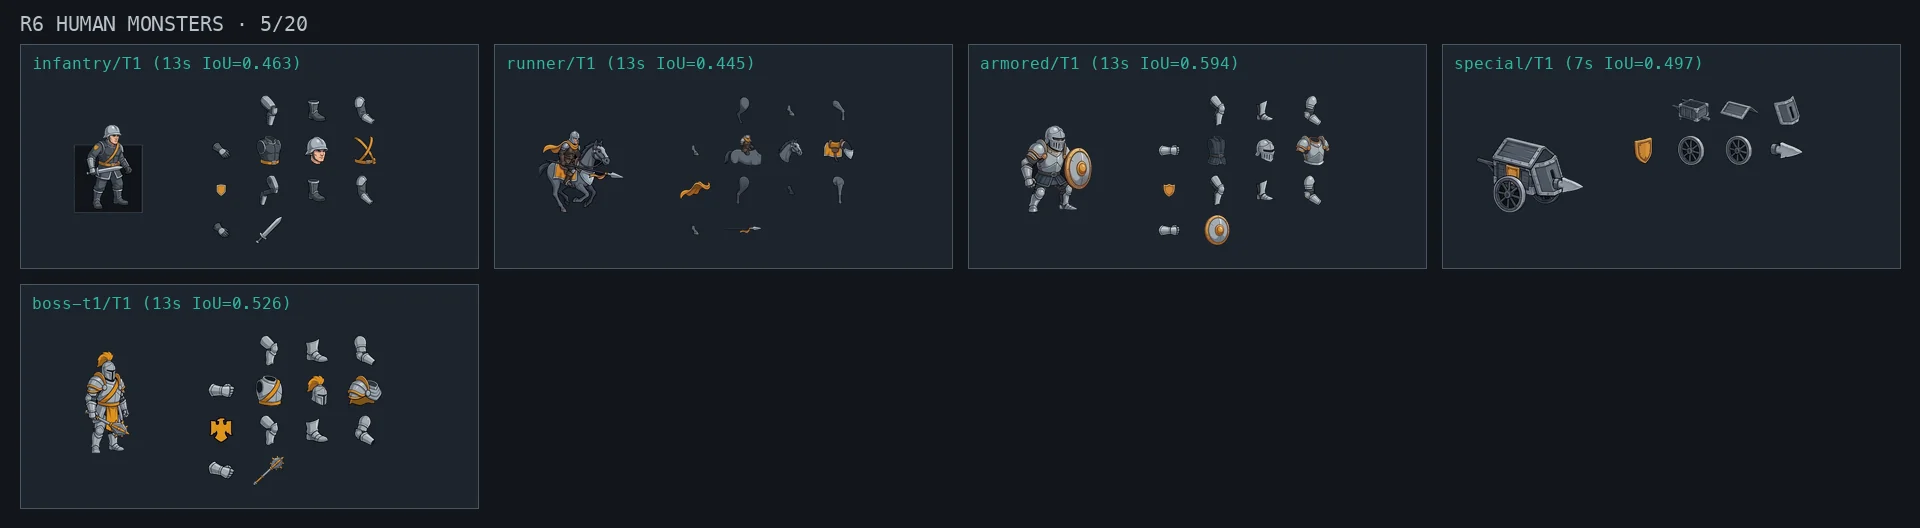 R6 HUMAN MONSTERS · 5/20
infantry/T1 (13s IoU=0.463)
runner/T1 (13s IoU=0.445)
armored/T1 (13s IoU=0.594)
special/T1 (7s IoU=0.497)
boss-t1/T1 (13s IoU=0.526)